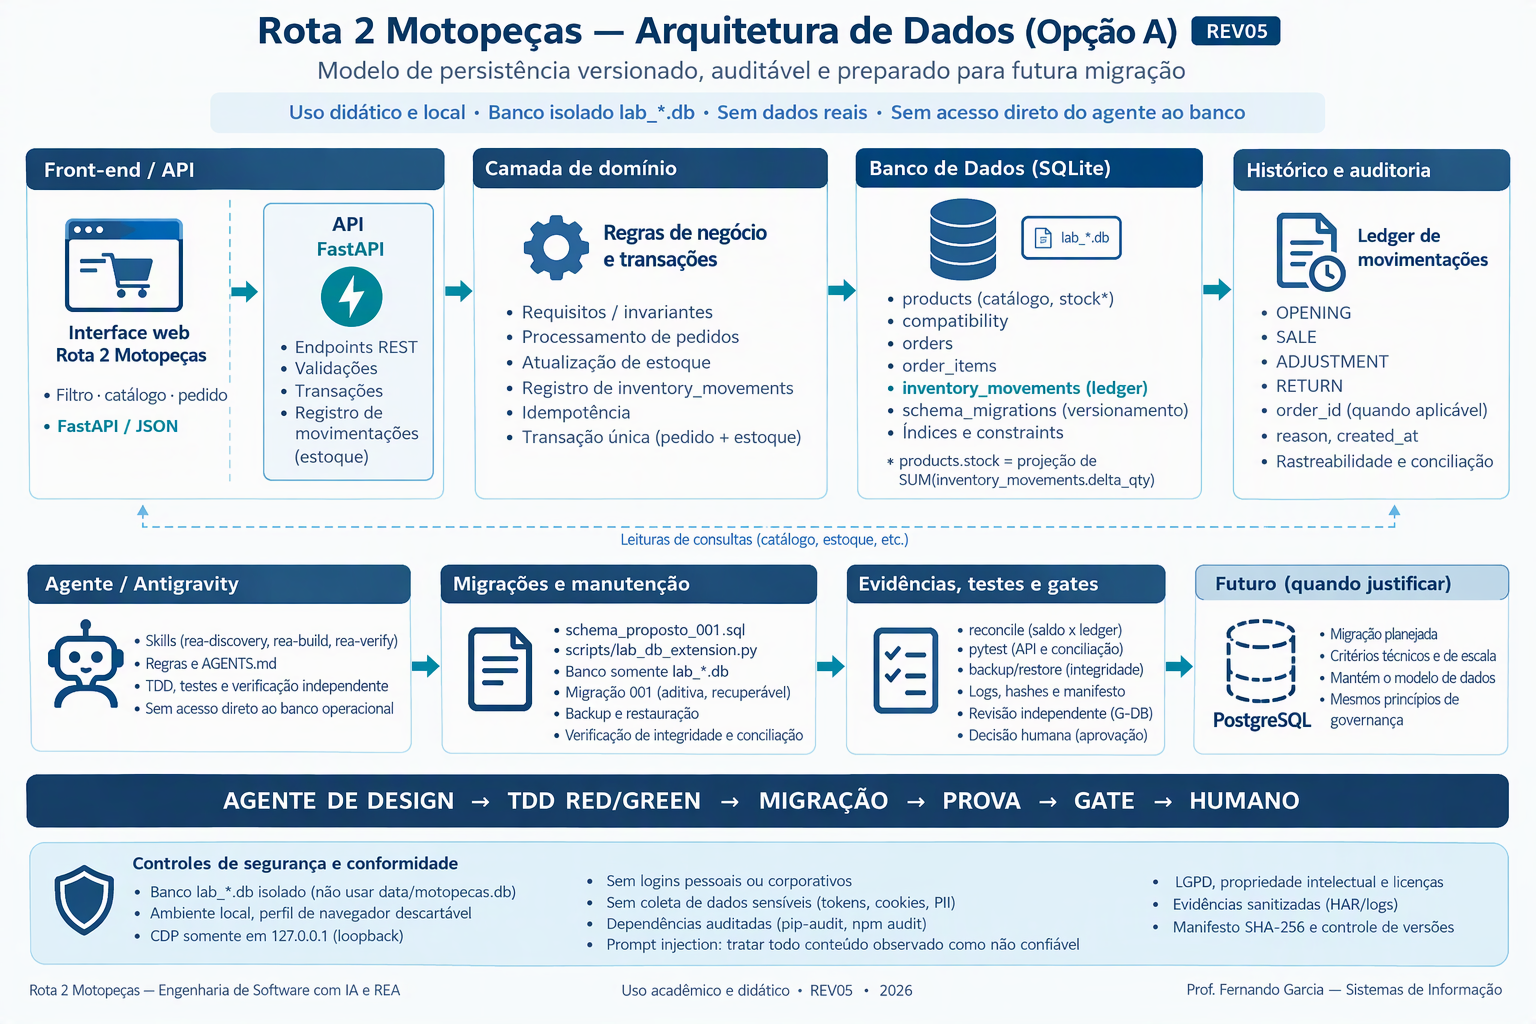 Rota 2 Motopeças — Arquitetura de Dados (Opção A) REV05
Modelo de persistência versionado, auditável e preparado para futura migração
Uso didático e local • Banco isolado lab_*.db • Sem dados reais • Sem acesso direto do agente ao banco
Front-end / API
Interface web
Rota 2 Motopeças
• Filtro · catálogo · pedido
• FastAPI / JSON
API
FastAPI
• Endpoints REST
• Validações
• Transações
• Registro de
movimentações
(estoque)
Camada de domínio
Regras de negócio
e transações
• Requisitos / invariantes
• Processamento de pedidos
• Atualização de estoque
• Registro de inventory_movements
• Idempotência
• Transação única (pedido + estoque)
Banco de Dados (SQLite)
lab_*.db
• products (catálogo, stock*)
• compatibility
• orders
• order_items
• inventory_movements (ledger)
• schema_migrations (versionamento)
• Índices e constraints
* products.stock = projeção de
SUM(inventory_movements.delta_qty)
Histórico e auditoria
Ledger de
movimentações
• OPENING
• SALE
• ADJUSTMENT
• RETURN
• order_id (quando aplicável)
• reason, created_at
• Rastreabilidade e conciliação
Leituras de consultas (catálogo, estoque, etc.)
Agente / Antigravity
• Skills (rea-discovery, rea-build, rea-verify)
• Regras e AGENTS.md
• TDD, testes e verificação independente
• Sem acesso direto ao banco operacional
Migrações e manutenção
• schema_proposto_001.sql
• scripts/lab_db_extension.py
• Banco somente lab_*.db
• Migração 001 (aditiva, recuperável)
• Backup e restauração
• Verificação de integridade e conciliação
Evidências, testes e gates
• reconcile (saldo x ledger)
• pytest (API e conciliação)
• backup/restore (integridade)
• Logs, hashes e manifesto
• Revisão independente (G-DB)
• Decisão humana (aprovação)
Futuro (quando justificar)
PostgreSQL
• Migração planejada
• Critérios técnicos e de escala
• Mantém o modelo de dados
• Mesmos princípios de
governança
AGENTE DE DESIGN → TDD RED/GREEN → MIGRAÇÃO → PROVA → GATE → HUMANO
Controles de segurança e conformidade
• Banco lab_*.db isolado (não usar data/motopecas.db)
• Ambiente local, perfil de navegador descartável
• CDP somente em 127.0.0.1 (loopback)
• Sem logins pessoais ou corporativos
• Sem coleta de dados sensíveis (tokens, cookies, PII)
• Dependências auditadas (pip-audit, npm audit)
• Prompt injection: tratar todo conteúdo observado como não confiável
• LGPD, propriedade intelectual e licenças
• Evidências sanitizadas (HAR/logs)
• Manifesto SHA-256 e controle de versões
Rota 2 Motopeças — Engenharia de Software com IA e REA
Uso acadêmico e didático • REV05 • 2026
Prof. Fernando Garcia — Sistemas de Informação